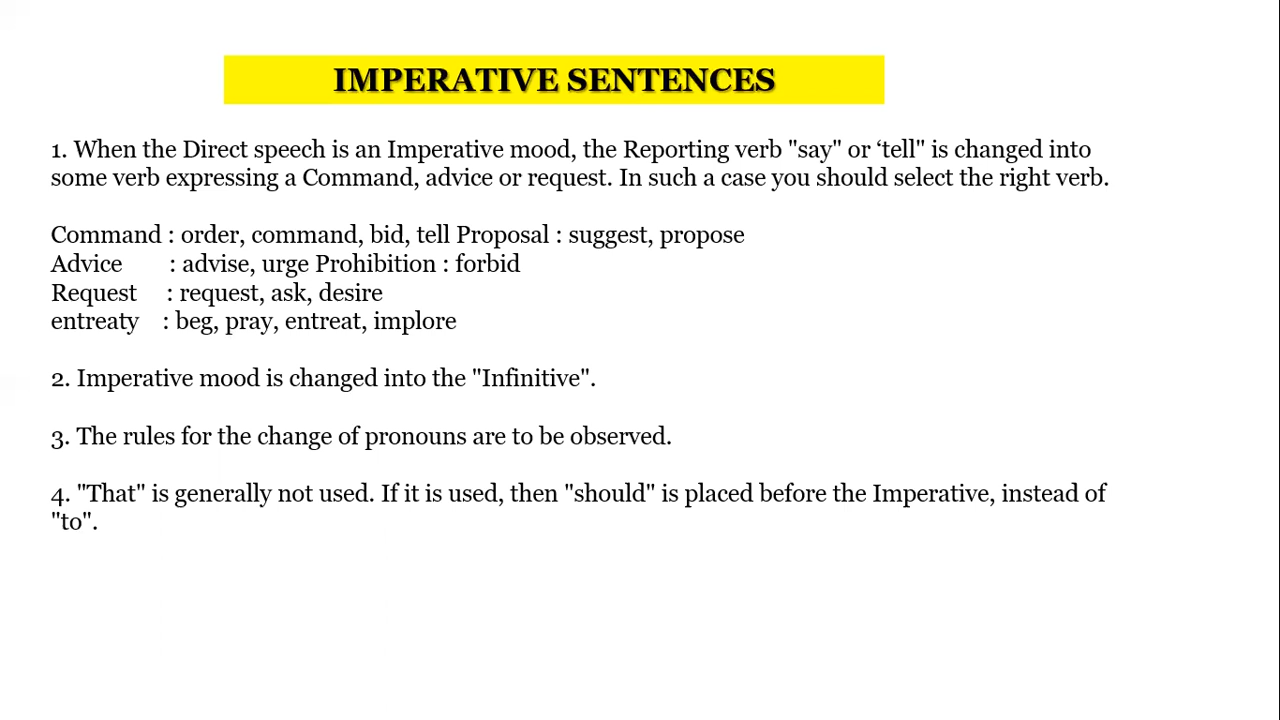 IMPERATIVE SENTENCES
1. When the Direct speech is an Imperative mood, the Reporting verb "say" or ‘tell" is changed into
some verb expressing a Command, advice or request. In such a case you should select the right verb.
Command : order, command, bid, tell Proposal : suggest, propose
Advice : advise, urge Prohibition : forbid
Request : request, ask, desire
entreaty : beg, pray, entreat, implore
2. Imperative mood is changed into the "Infinitive".
3. The rules for the change of pronouns are to be observed.
4. "That" is generally not used. If it is used, then "should" is placed before the Imperative, instead of
"to".